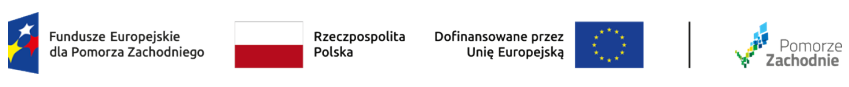 Fundusze Europejskie
dla Pomorza Zachodniego
Rzeczpospolita
Polska
Dofinansowane przez
Unię Europejską
Pomorze
Zachodnie